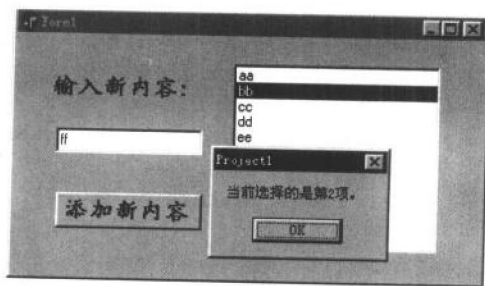 Form1
输入新内容:
ff
添加新内容
aa
bb
cc
dd
ee
Project1
当前选择的是第2项。
OK